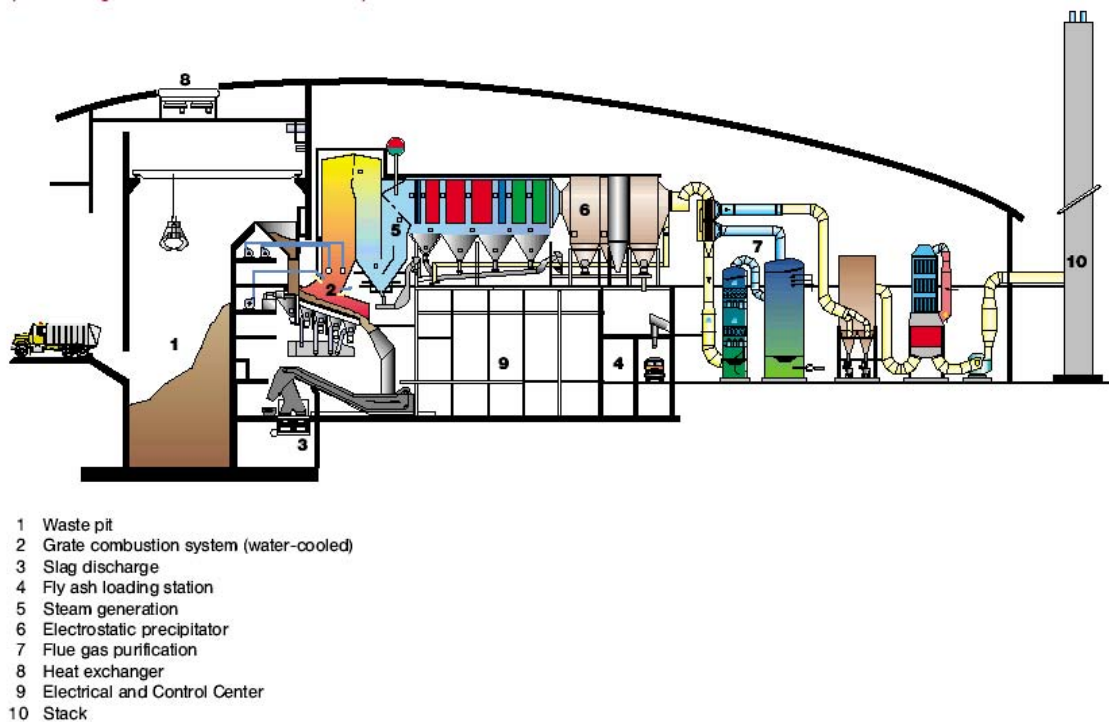 8
5
6
7
2
10
1
9
4
3
1 Waste pit
2 Grate combustion system (water-cooled)
3 Slag discharge
4 Fly ash loading station
5 Steam generation
6 Electrostatic precipitator
7 Flue gas purification
8 Heat exchanger
9 Electrical and Control Center
10 Stack